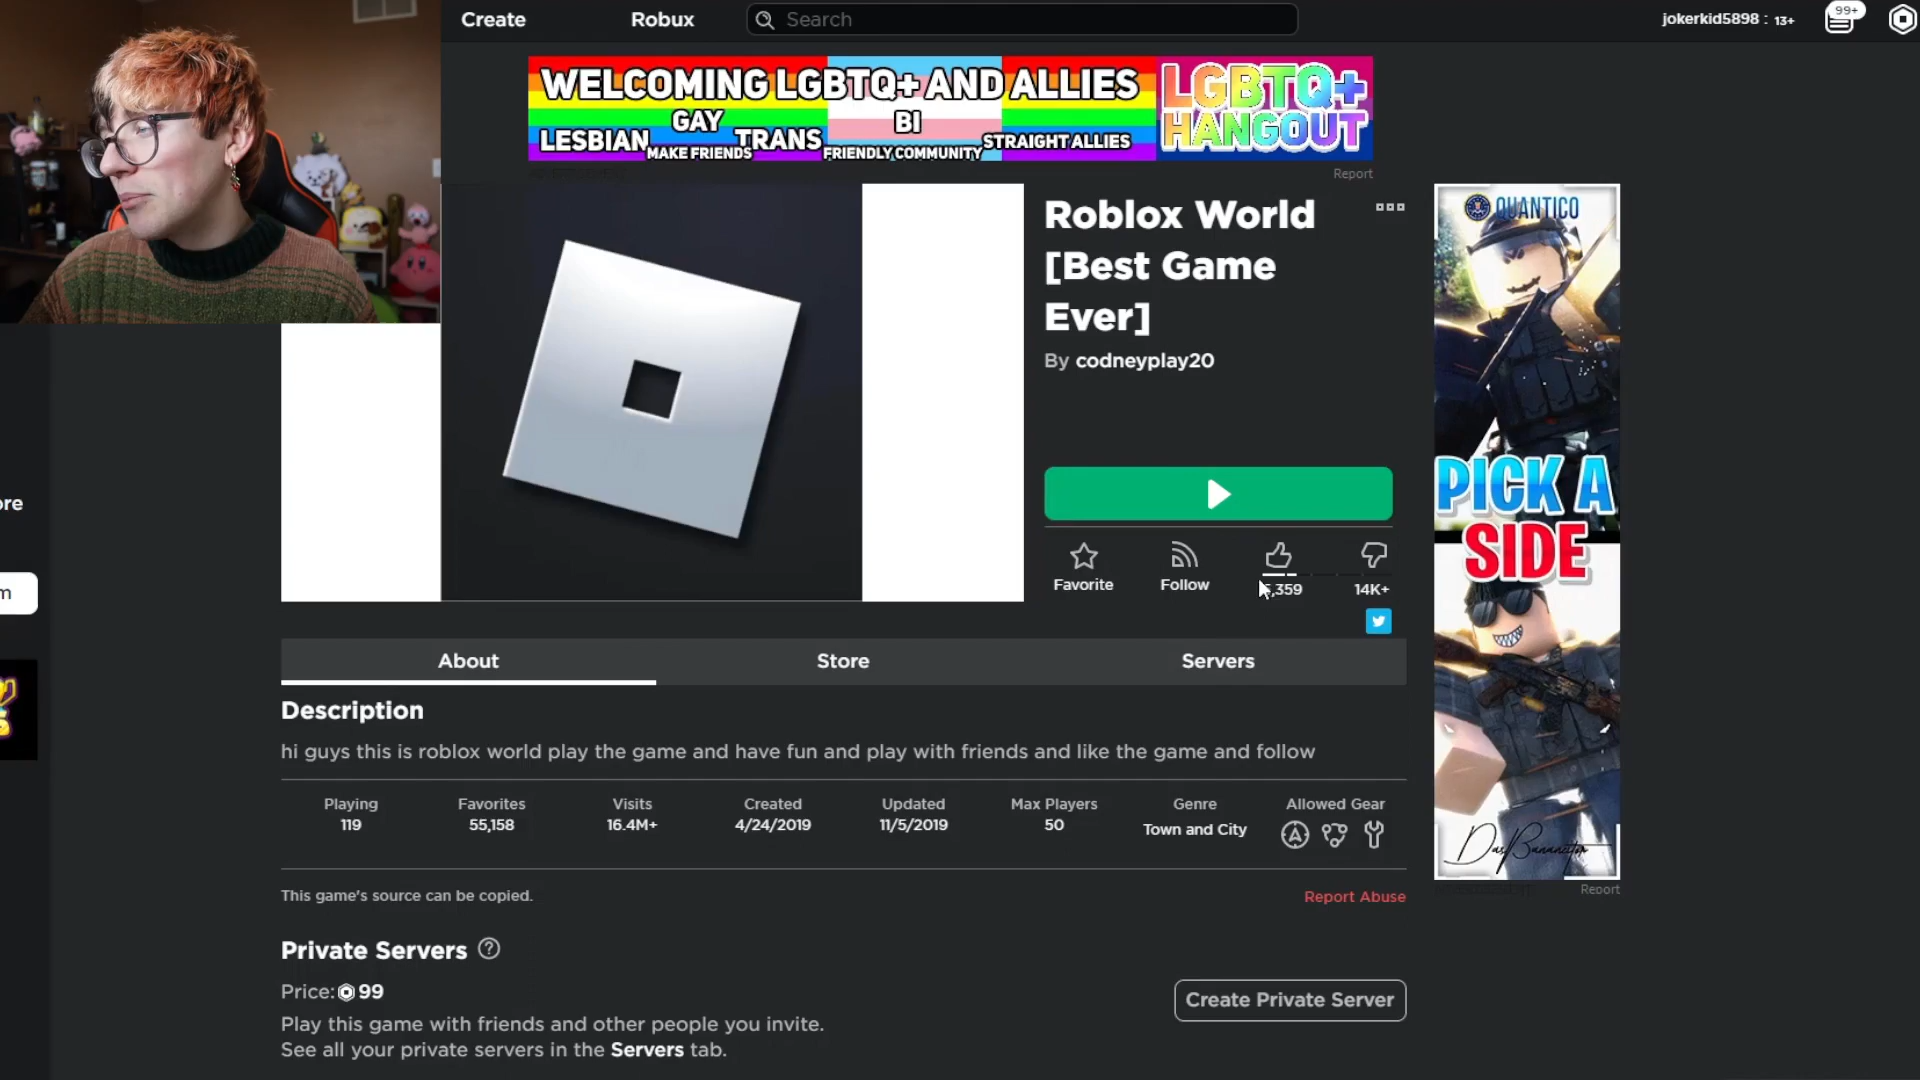 Create
Robux
Search
jokerkid5898 : 13+
99+
WELCOMING LGBTQ+ AND ALLIES
GAY
BI
LESBIAN
TRANS
STRAIGHT ALLIES
MAKE FRIENDS
FRIENDLY COMMUNITY
LGBTQ+
HANGOUT
Report
Roblox World
[Best Game
Ever]
By codneyplay20
QUANTICO
PICK A
SIDE
DasBananeiton
Report
ore
m
Favorite
Follow
,359
14K+
About
Store
Servers
Description
hi guys this is roblox world play the game and have fun and play with friends and like the game and follow
Playing
119
Favorites
55,158
Visits
16.4M+
Created
4/24/2019
Updated
11/5/2019
Max Players
50
Genre
Town and City
Allowed Gear
This game's source can be copied.
Report Abuse
Private Servers
Price: 99
Create Private Server
Play this game with friends and other people you invite.
See all your private servers in the Servers tab.